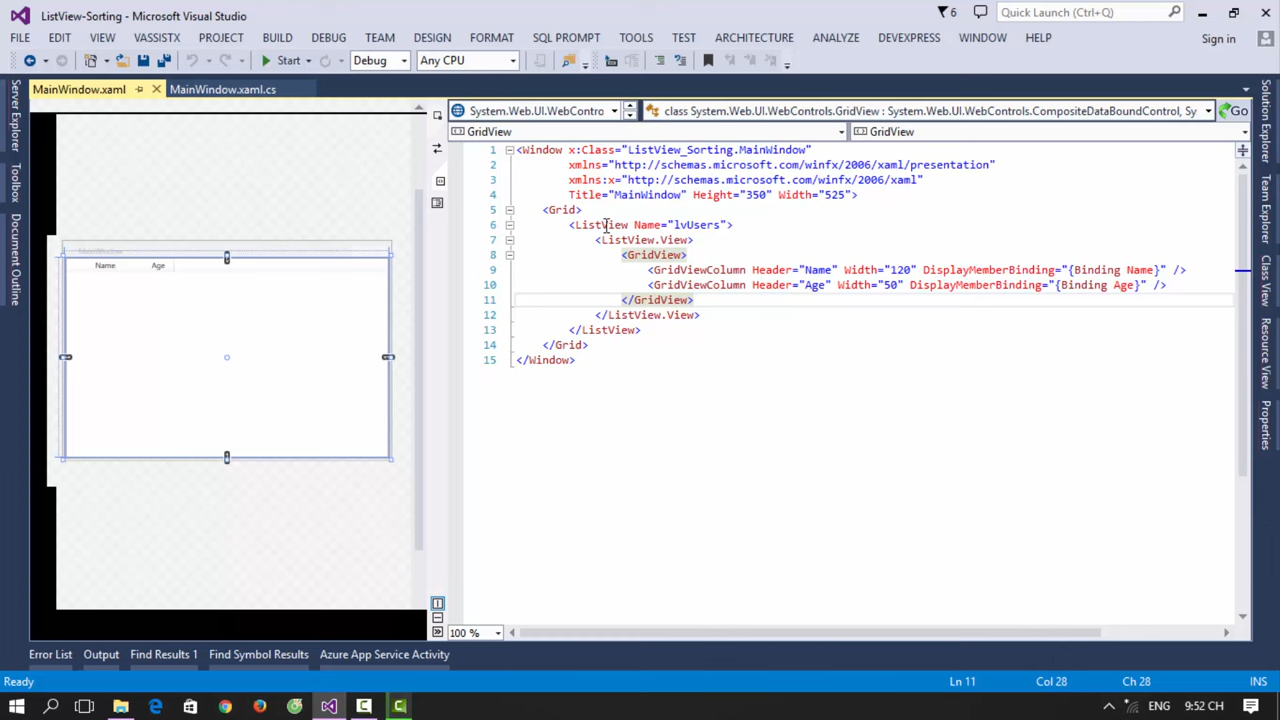 ListView-Sorting - Microsoft Visual Studio
6
Quick Launch (Ctrl+Q)
FILE EDIT VIEW VASSISTX PROJECT BUILD DEBUG TEAM DESIGN FORMAT SQL PROMPT TOOLS TEST ARCHITECTURE ANALYZE DEVEXPRESS WINDOW HELP Sign in
Start Debug Any CPU
MainWindow.xaml MainWindow.xaml.cs
Server Explorer
Toolbox
Document Outline
System.Web.UI.WebContro class System.Web.UI.WebControls.GridView : System.Web.UI.WebControls.CompositeDataBoundControl, Sy Go
GridView GridView
1 <Window x:Class="ListView_Sorting.MainWindow"
2 xmlns="http://schemas.microsoft.com/winfx/2006/xaml/presentation"
3 xmlns:x="http://schemas.microsoft.com/winfx/2006/xaml"
4 Title="MainWindow" Height="350" Width="525">
5 <Grid>
6 <ListView Name="lvUsers">
7 <ListView.View>
8 <GridView>
9 <GridViewColumn Header="Name" Width="120" DisplayMemberBinding="{Binding Name}" />
10 <GridViewColumn Header="Age" Width="50" DisplayMemberBinding="{Binding Age}" />
11 </GridView>
12 </ListView.View>
13 </ListView>
14 </Grid>
15 </Window>
MainWindow
Name Age
Solution Explorer
Team Explorer
Class View
Properties
100 %
Error List Output Find Results 1 Find Symbol Results Azure App Service Activity
Ready Ln 11 Col 28 Ch 28 INS
ENG 9:52 CH